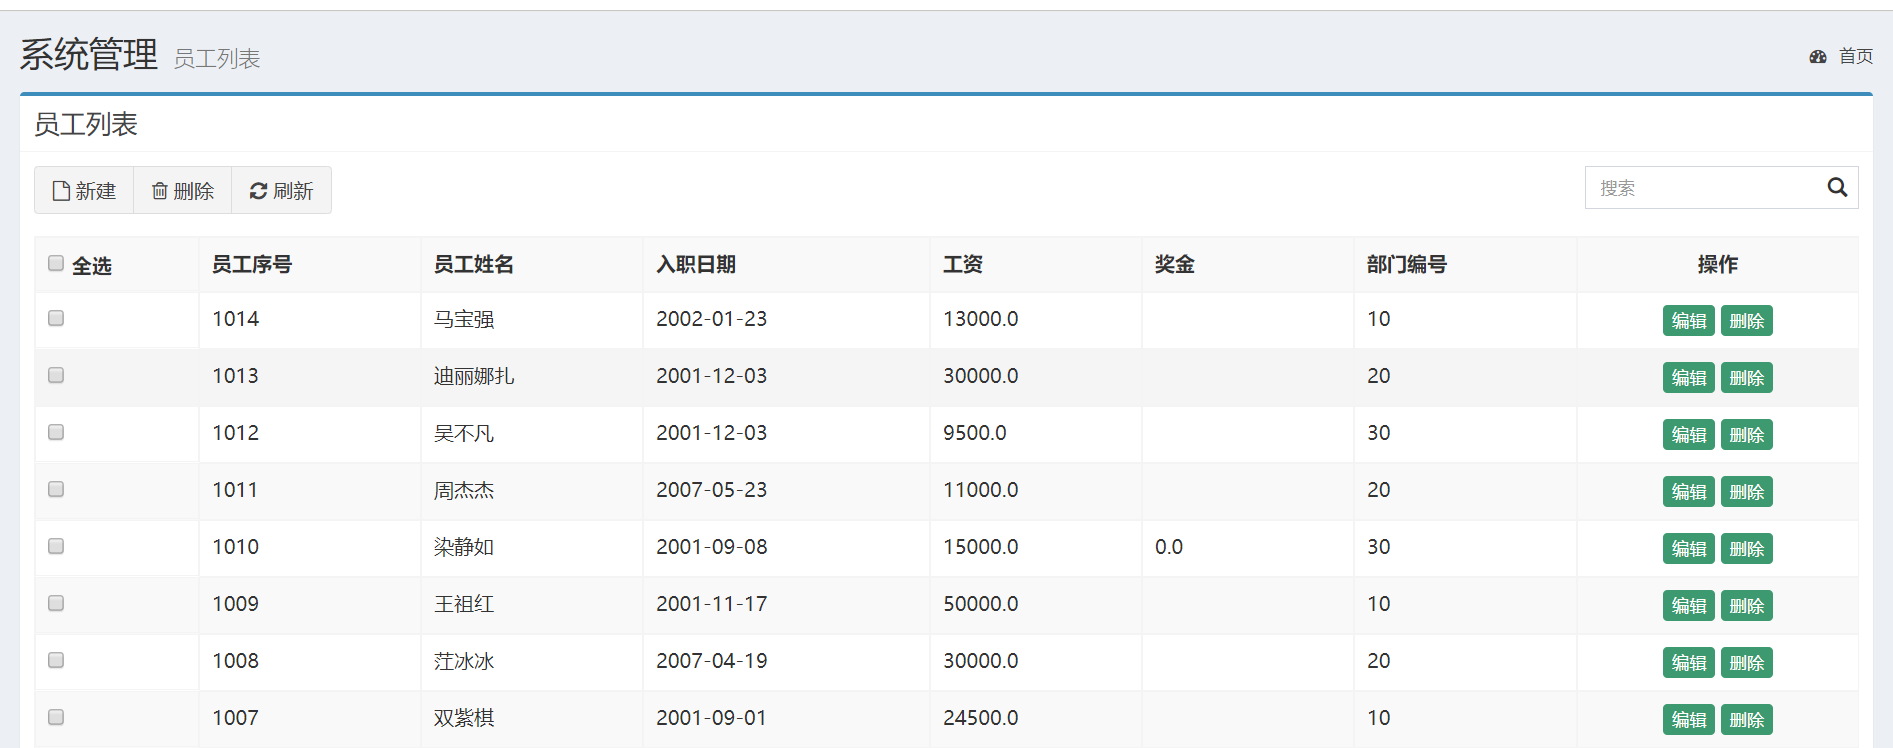 系统管理 员工列表 首页
员工列表
新建 删除 刷新 搜索
全选 员工序号 员工姓名 入职日期 工资 奖金 部门编号 操作
1014 马宝强 2002-01-23 13000.0 10 编辑 删除
1013 迪丽娜扎 2001-12-03 30000.0 20 编辑 删除
1012 吴不凡 2001-12-03 9500.0 30 编辑 删除
1011 周杰杰 2007-05-23 11000.0 20 编辑 删除
1010 染静如 2001-09-08 15000.0 0.0 30 编辑 删除
1009 王祖红 2001-11-17 50000.0 10 编辑 删除
1008 茳冰冰 2007-04-19 30000.0 20 编辑 删除
1007 双紫棋 2001-09-01 24500.0 10 编辑 删除